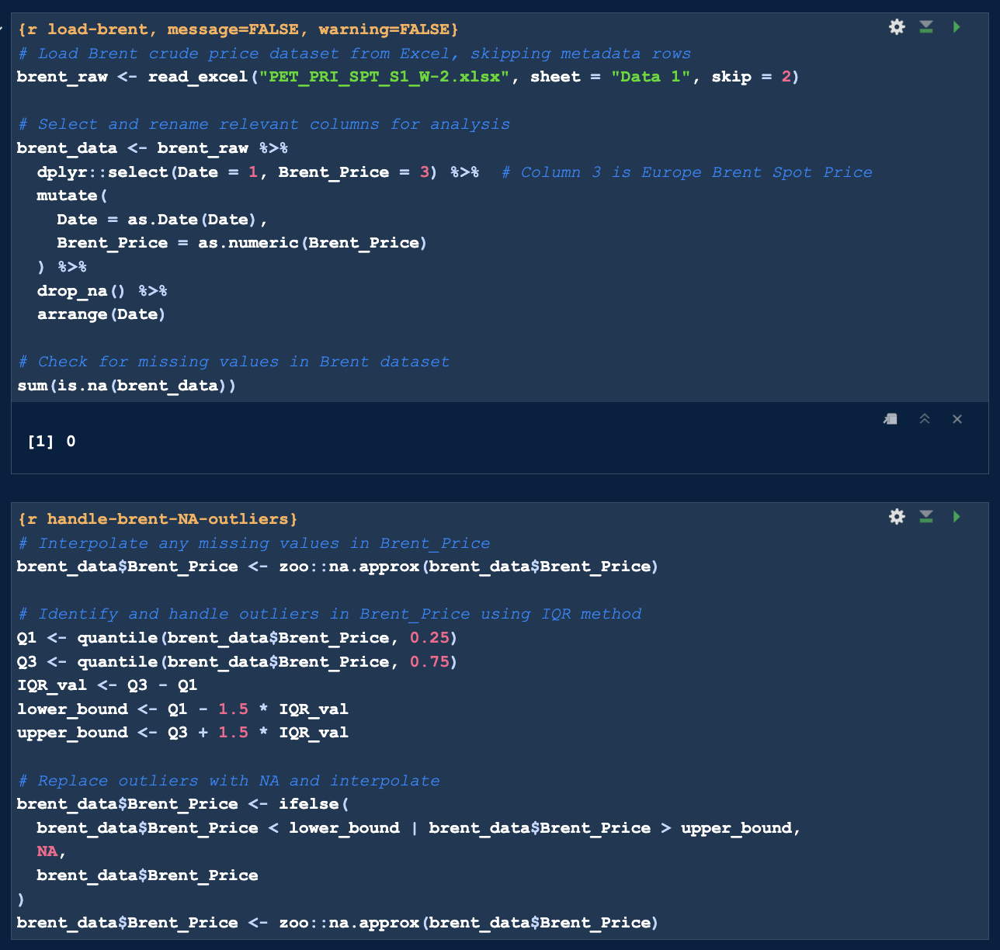 {r load-brent, message=FALSE, warning=FALSE}
# Load Brent crude price dataset from Excel, skipping metadata rows
brent_raw <- read_excel("PET_PRI_SPT_S1_W-2.xlsx", sheet = "Data 1", skip = 2)

# Select and rename relevant columns for analysis
brent_data <- brent_raw %>%
  dplyr::select(Date = 1, Brent_Price = 3) %>%  # Column 3 is Europe Brent Spot Price
  mutate(
    Date = as.Date(Date),
    Brent_Price = as.numeric(Brent_Price)
  ) %>%
  drop_na() %>%
  arrange(Date)

# Check for missing values in Brent dataset
sum(is.na(brent_data))
[1] 0

{r handle-brent-NA-outliers}
# Interpolate any missing values in Brent_Price
brent_data$Brent_Price <- zoo::na.approx(brent_data$Brent_Price)

# Identify and handle outliers in Brent_Price using IQR method
Q1 <- quantile(brent_data$Brent_Price, 0.25)
Q3 <- quantile(brent_data$Brent_Price, 0.75)
IQR_val <- Q3 - Q1
lower_bound <- Q1 - 1.5 * IQR_val
upper_bound <- Q3 + 1.5 * IQR_val

# Replace outliers with NA and interpolate
brent_data$Brent_Price <- ifelse(
  brent_data$Brent_Price < lower_bound | brent_data$Brent_Price > upper_bound,
  NA,
  brent_data$Brent_Price
)
brent_data$Brent_Price <- zoo::na.approx(brent_data$Brent_Price)